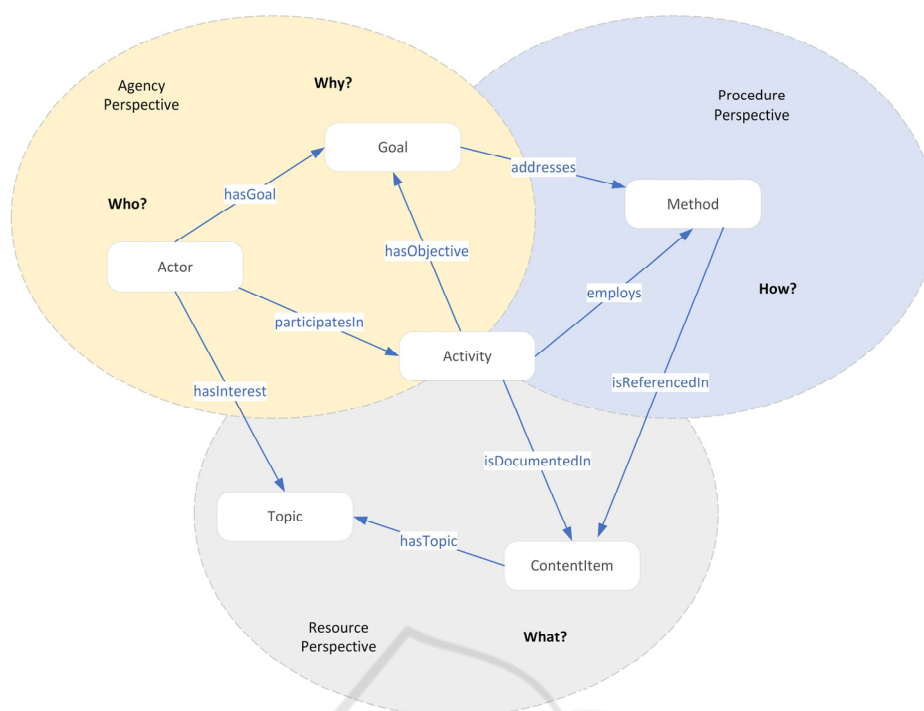 Why?
Agency
Perspective
Procedure
Perspective
Goal
addresses
hasGoal
Method
Who?
hasObjective
Actor
How?
employs
participatesIn
Activity
isReferencedIn
hasInterest
isDocumentedIn
Topic
hasTopic
ContentItem
Resource
Perspective
What?